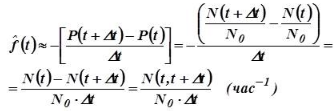 f̂(t) ≈ -[P(t + Δt) - P(t) / Δt] = -(N(t + Δt)/N₀ - N(t)/N₀) / Δt =
= N(t) - N(t + Δt) / N₀ · Δt = N(t, t + Δt) / N₀ · Δt (час⁻¹)